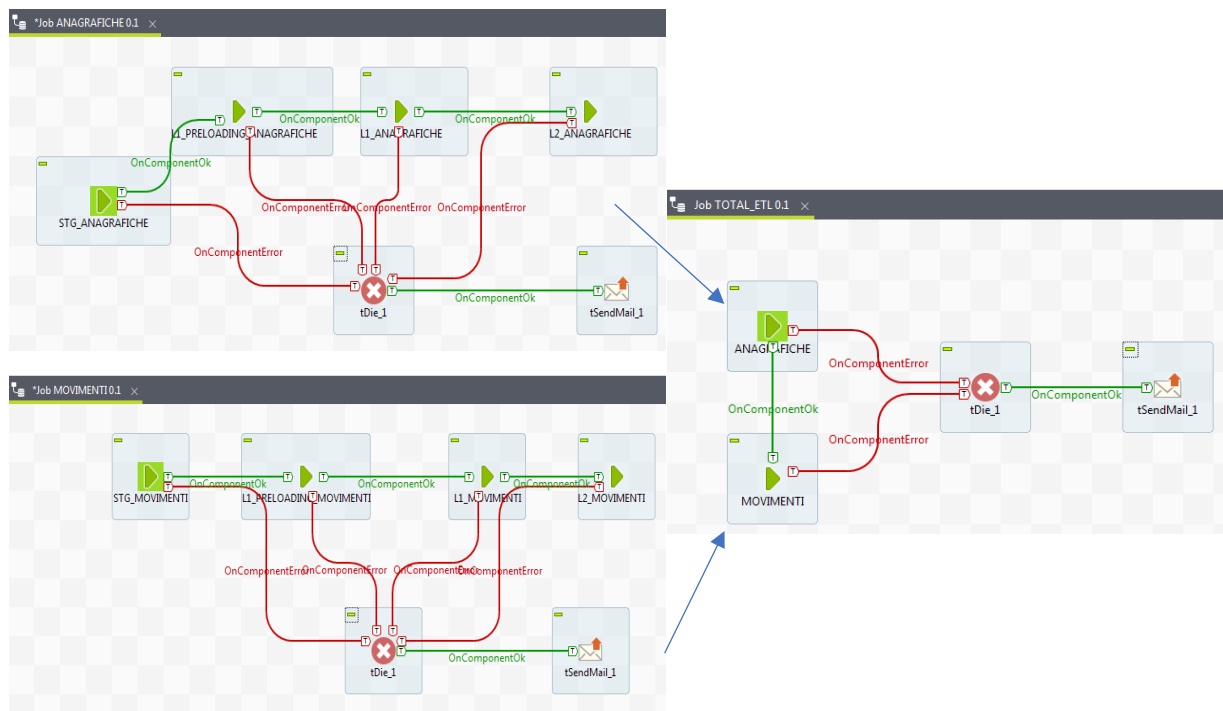 *Job ANAGRAFICHE 0.1
OnComponentOk
OnComponentOk
L1_PRELOADING_ANAGRAFICHE
L1_ANAGRAFICHE
L2_ANAGRAFICHE
OnComponentOk
STG_ANAGRAFICHE
OnComponentError
OnComponentError
OnComponentError
OnComponentError
OnComponentOk
tDie_1
tSendMail_1
*Job MOVIMENTI 0.1
OnComponentOk
OnComponentOk
OnComponentOk
STG_MOVIMENTI
L1_PRELOADING_MOVIMENTI
L1_MOVIMENTI
L2_MOVIMENTI
OnComponentError
OnComponentError
OnComponentError
OnComponentError
OnComponentOk
tDie_1
tSendMail_1
Job TOTAL_ETL 0.1
ANAGRAFICHE
OnComponentError
OnComponentOk
OnComponentOk
tDie_1
tSendMail_1
OnComponentError
MOVIMENTI